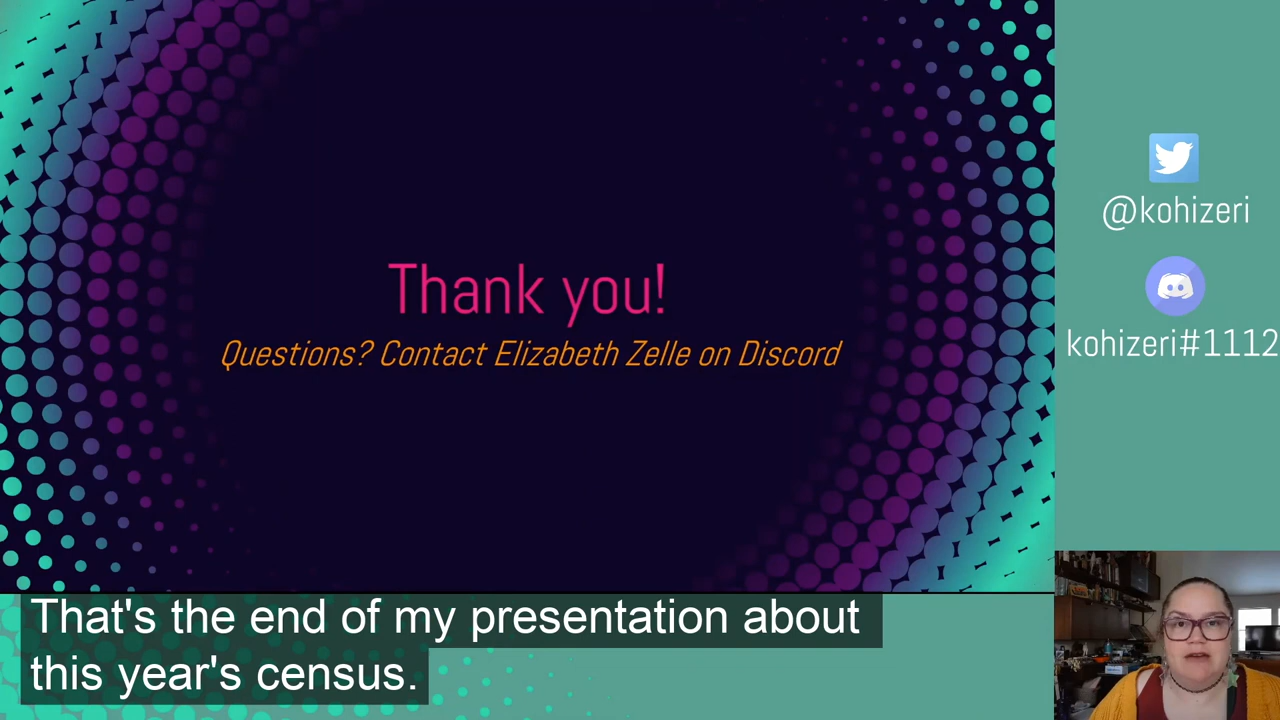 Thank you!
Questions? Contact Elizabeth Zelle on Discord
@kohizeri
kohizeri#1112
That's the end of my presentation about
this year's census.